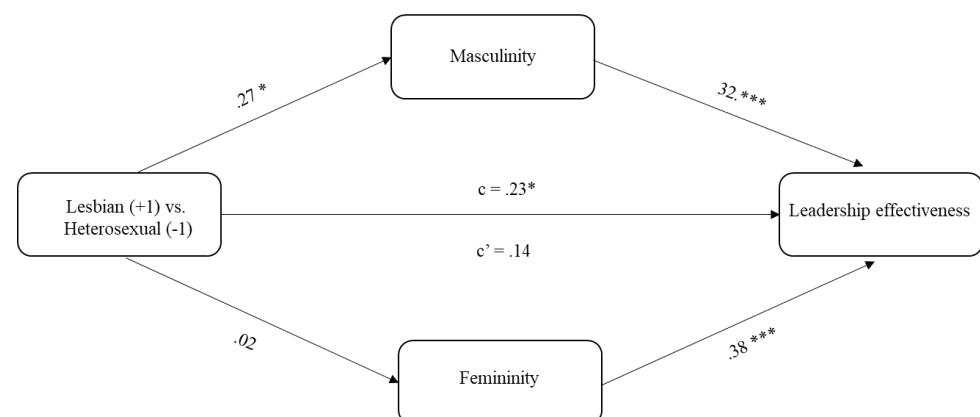 Masculinity
.27 *
32.***
Lesbian (+1) vs.
Heterosexual (-1)
c = .23*
Leadership effectiveness
c’ = .14
.02
.38 ***
Femininity